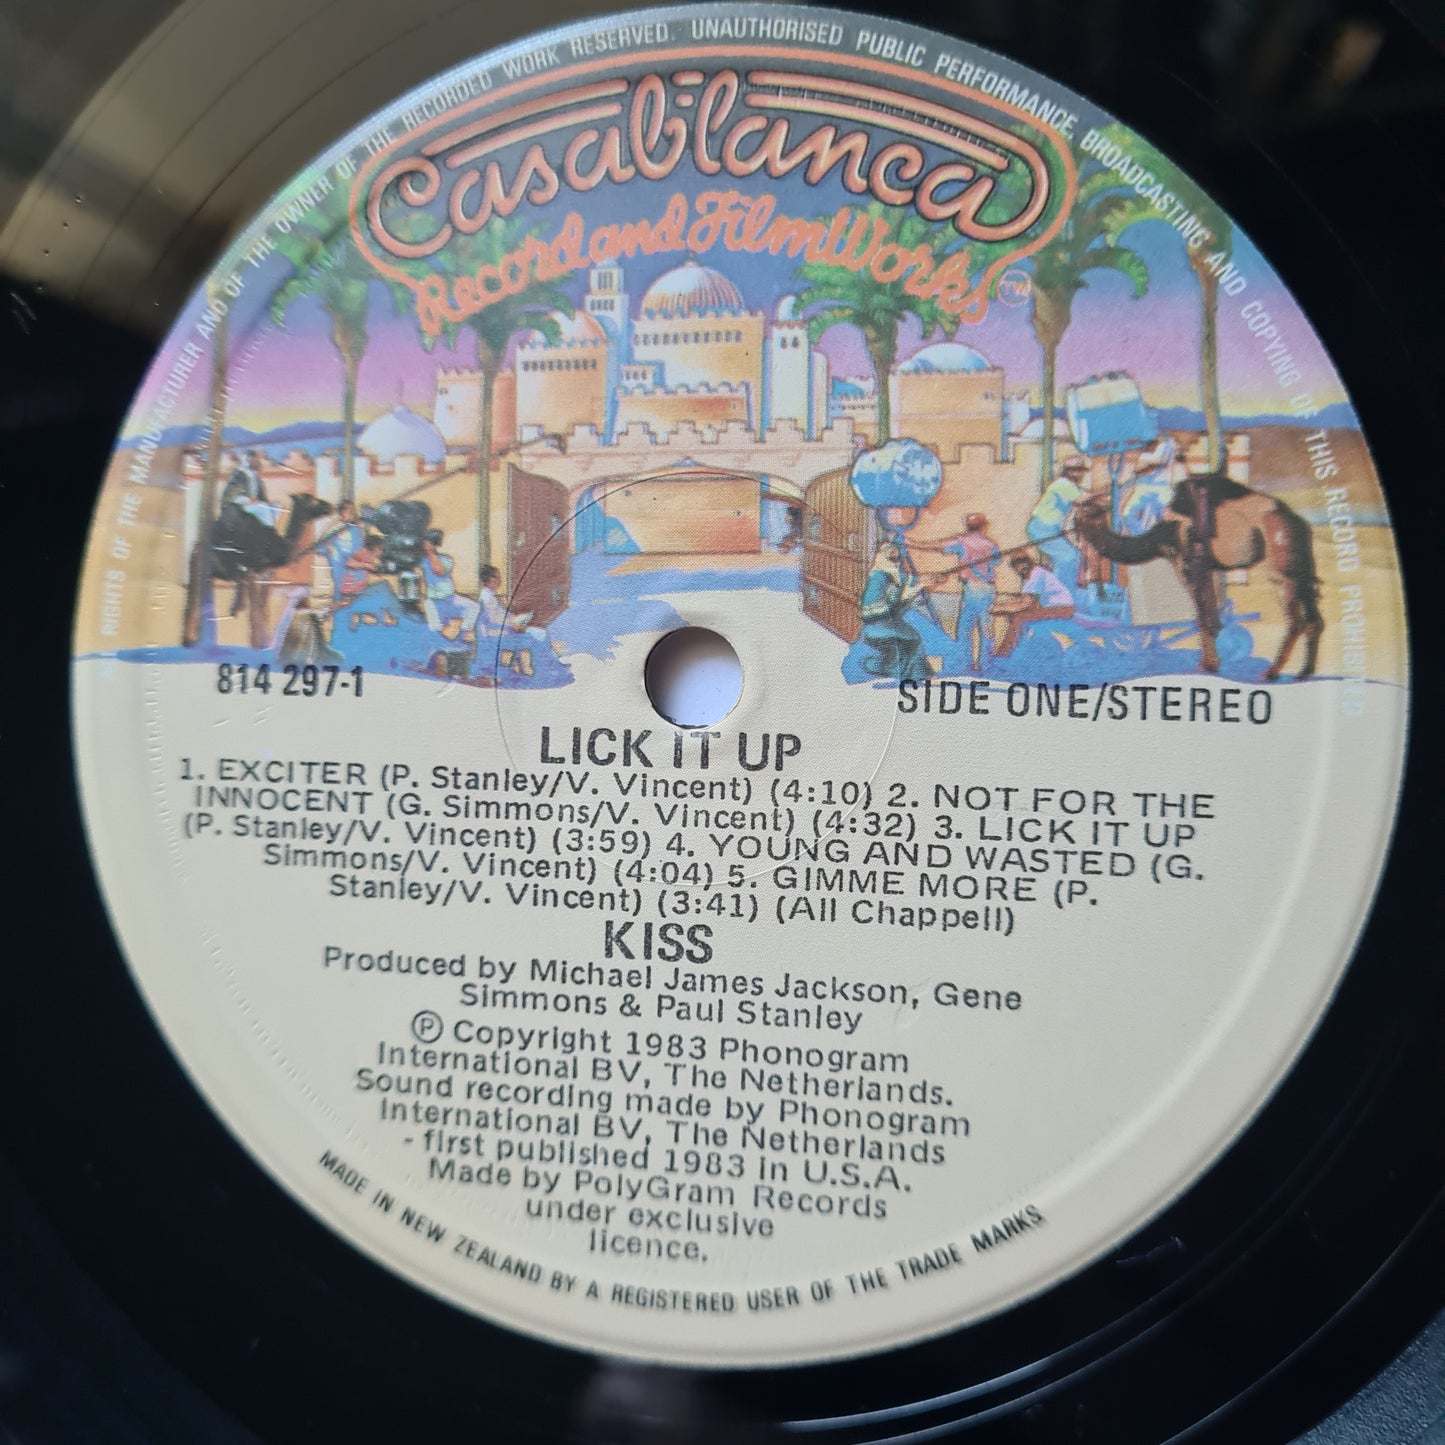 ALL RIGHTS OF THE MANUFACTURER AND OF THE OWNER OF THE RECORDED WORK RESERVED. UNAUTHORISED PUBLIC PERFORMANCE, BROADCASTING AND COPYING OF THIS RECORD PROHIBITED
Casablanca
Record and FilmWorks
TM
814 297-1
SIDE ONE/STEREO
LICK IT UP
1. EXCITER (P. Stanley/V. Vincent) (4:10) 2. NOT FOR THE
INNOCENT (G. Simmons/V. Vincent) (4:32) 3. LICK IT UP
(P. Stanley/V. Vincent) (3:59) 4. YOUNG AND WASTED (G.
Simmons/V. Vincent) (4:04) 5. GIMME MORE (P.
Stanley/V. Vincent) (3:41) (All Chappell)
KISS
Produced by Michael James Jackson, Gene
Simmons & Paul Stanley
Ⓟ Copyright 1983 Phonogram
International BV, The Netherlands.
Sound recording made by Phonogram
International BV, The Netherlands
- first published 1983 in U.S.A.
Made by PolyGram Records
under exclusive
licence.
MADE IN NEW ZEALAND BY A REGISTERED USER OF THE TRADE MARKS